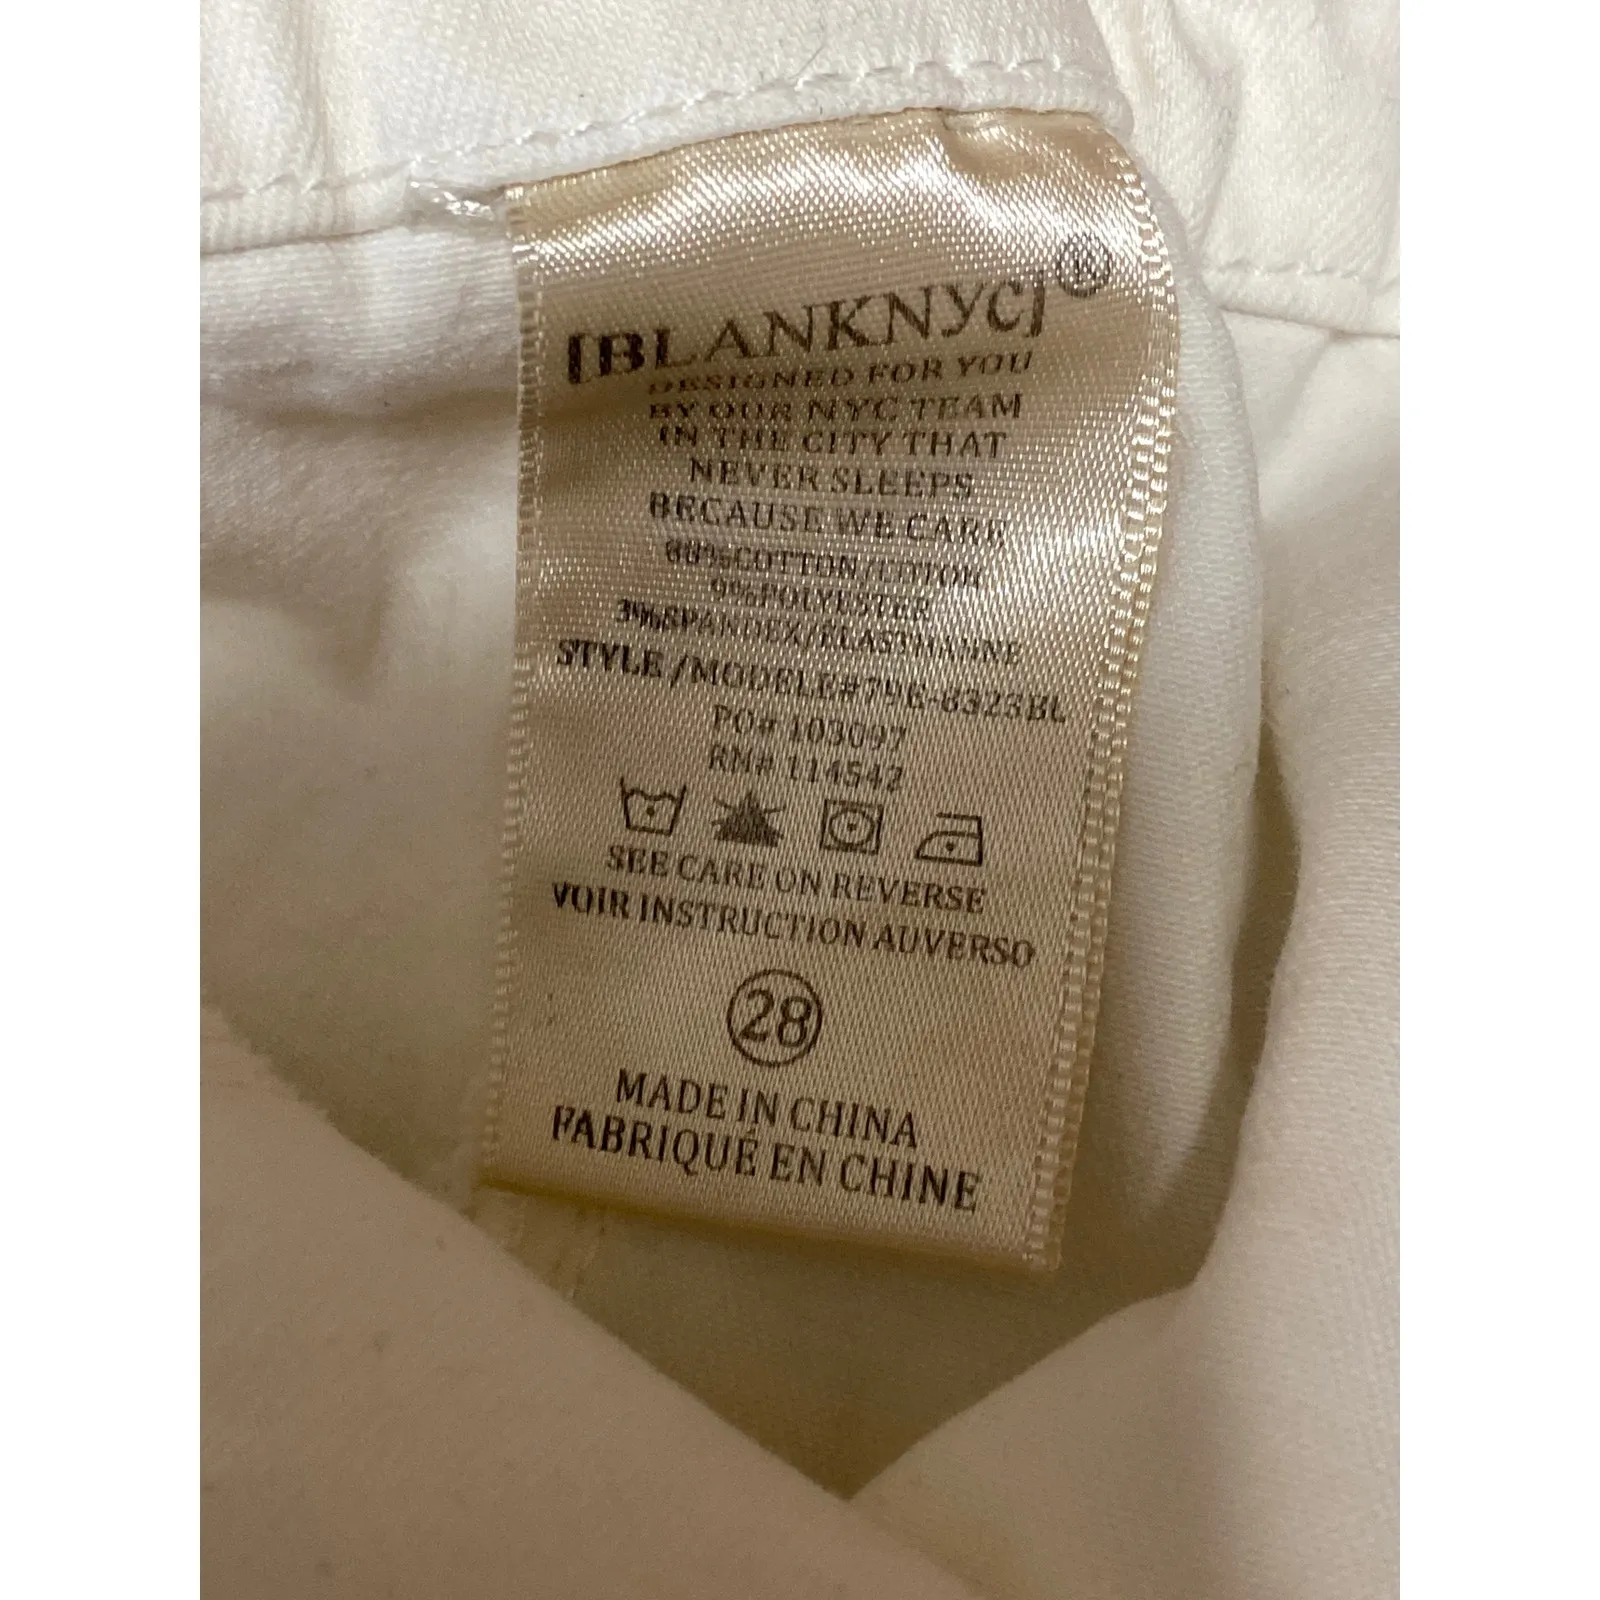 [BLANKNYC]®
DESIGNED FOR YOU
BY OUR NYC TEAM
IN THE CITY THAT
NEVER SLEEPS
BECAUSE WE CARE
88%COTTON/COTON
9%POLYESTER
3%SPANDEX/ELASTHANNE
STYLE /MODELE#
PO# 103097
RN# 114542
SEE CARE ON REVERSE
VOIR INSTRUCTION AUVERSO
28
MADE IN CHINA
FABRIQUÉ EN CHINE